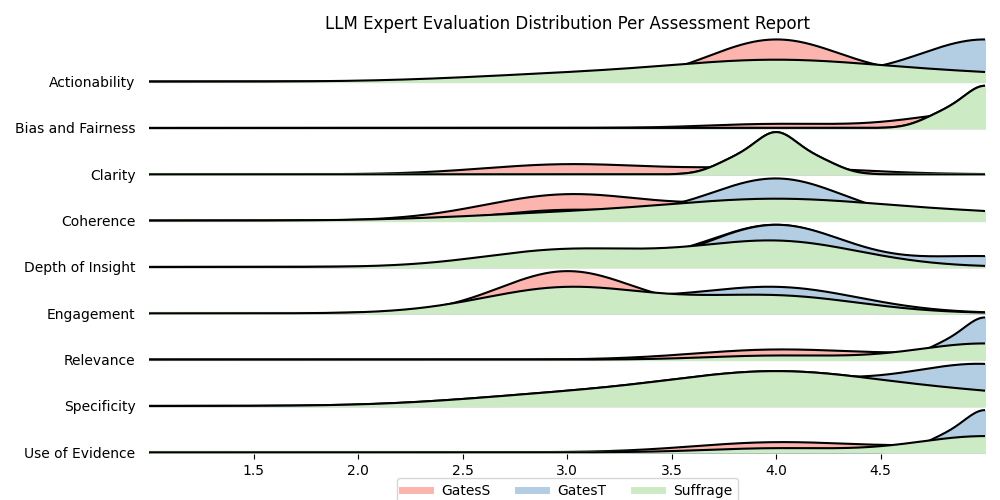 LLM Expert Evaluation Distribution Per Assessment Report
Actionability
Bias and Fairness
Clarity
Coherence
Depth of Insight
Engagement
Relevance
Specificity
Use of Evidence
1.5 2.0 2.5 3.0 3.5 4.0 4.5
GatesS GatesT Suffrage